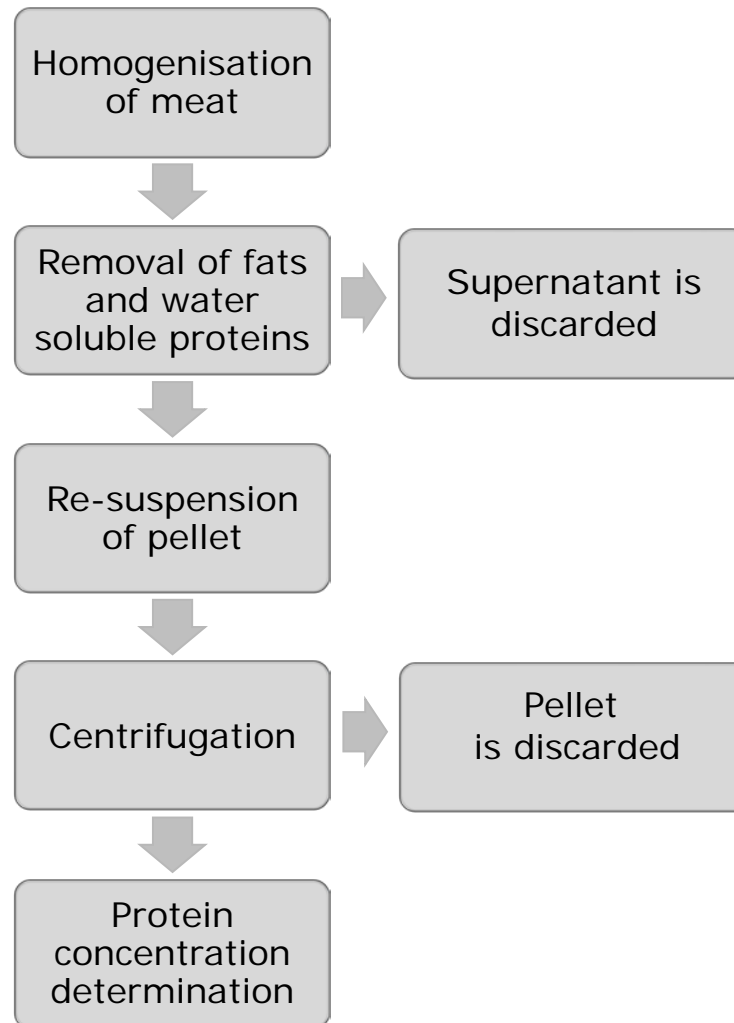 Homogenisation
of meat
Removal of fats
and water
soluble proteins
Supernatant is
discarded
Re-suspension
of pellet
Centrifugation
Pellet
is discarded
Protein
concentration
determination